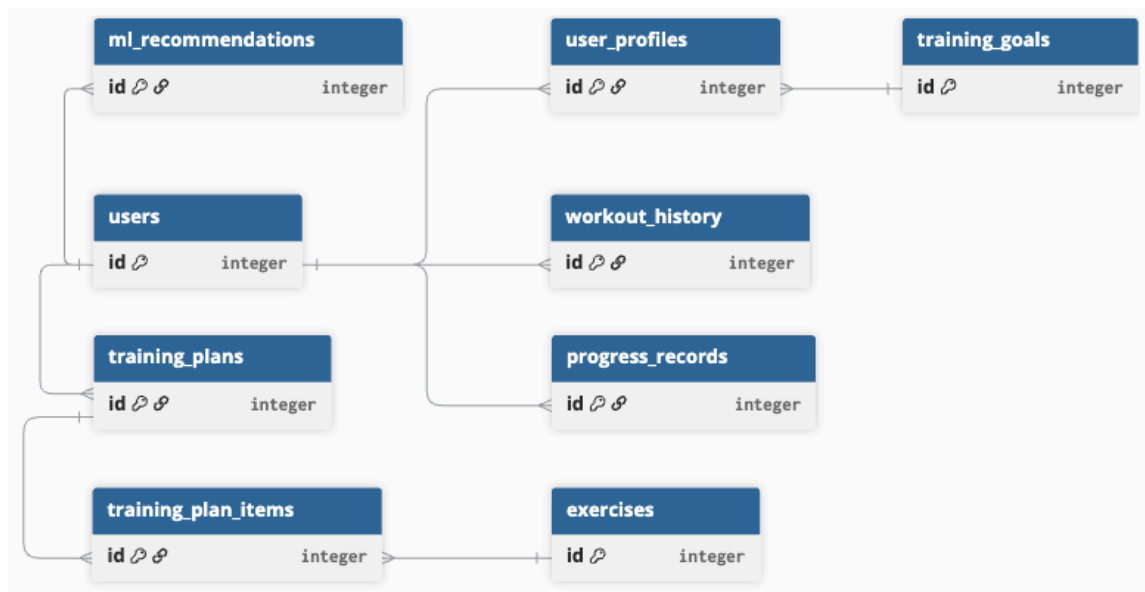 ml_recommendations
id integer
user_profiles
id integer
training_goals
id integer
users
id integer
workout_history
id integer
training_plans
id integer
progress_records
id integer
training_plan_items
id integer
exercises
id integer